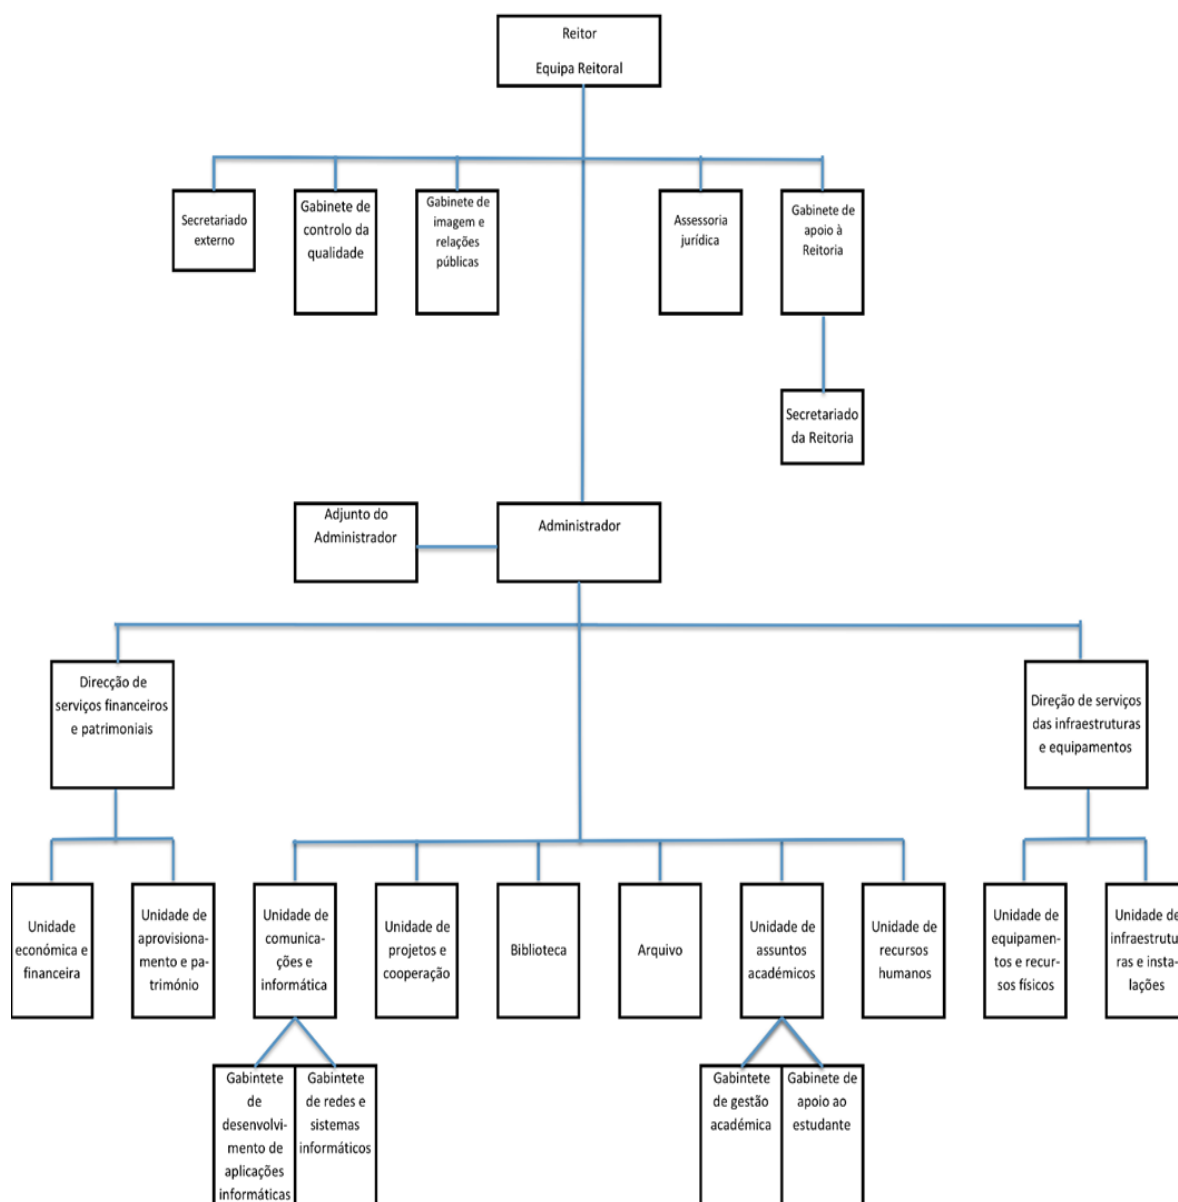 Reitor
Equipa Reitoral
Secretariado
externo
Gabinete de
controlo da
qualidade
Gabinete de
imagem e
relações
públicas
Assessoria
jurídica
Gabinete de
apoio à
Reitoria
Secretariado
da Reitoria
Adjunto do
Administrador
Administrador
Direcção de
serviços financeiros
e patrimoniais
Direção de serviços
das infraestruturas
e equipamentos
Unidade
económica e
financeira
Unidade de
aprovisiona-
mento e pa-
trimónio
Unidade de
comunica-
ções e
informática
Unidade de
projetos e
cooperação
Biblioteca
Arquivo
Unidade de
assuntos
académicos
Unidade de
recursos
humanos
Unidade de
equipamen-
tos e recur-
sos físicos
Unidade de
infraestrutu-
ras e insta-
lações
Gabintete
de
desenvolvi-
mento de
aplicações
informáticas
Gabintete
de redes e
sistemas
informáticos
Gabintete
de gestão
académica
Gabinete de
apoio ao
estudante